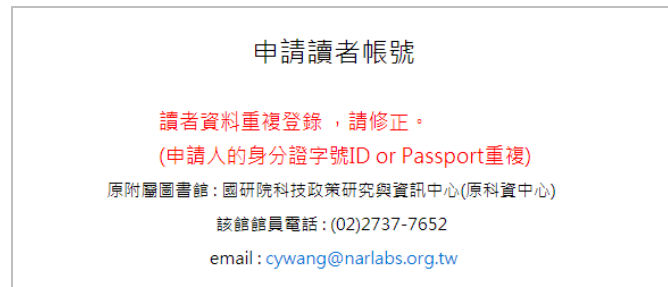 申請讀者帳號
讀者資料重複登錄 ，請修正。
(申請人的身分證字號ID or Passport重複)
原附屬圖書館 : 國研院科技政策研究與資訊中心(原科資中心)
該館館員電話 : (02)2737-7652
email : cywang@narlabs.org.tw